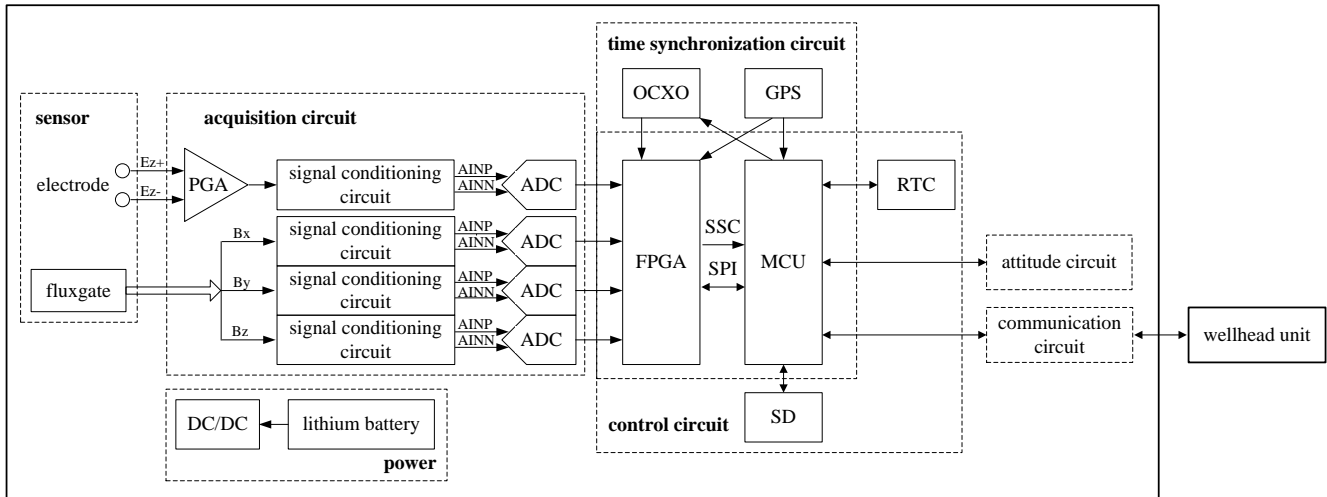 time synchronization circuit
OCXO
GPS
sensor
acquisition circuit
electrode
Ez+
Ez-
PGA
signal conditioning
circuit
AINP
AINN
ADC
Bx
signal conditioning
circuit
AINP
AINN
ADC
fluxgate
By
signal conditioning
circuit
AINP
AINN
ADC
Bz
signal conditioning
circuit
AINP
AINN
ADC
FPGA
SSC
SPI
MCU
RTC
attitude circuit
communication
circuit
wellhead unit
SD
control circuit
DC/DC
lithium battery
power